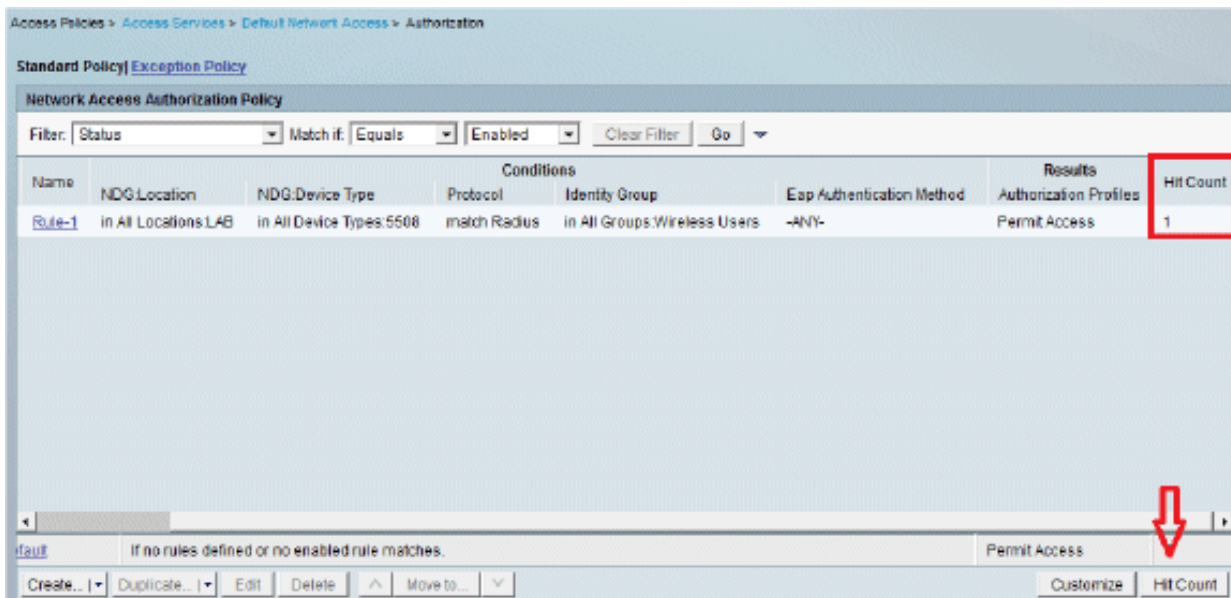 Access Policies > Access Services > Default Network Access > Authorization
Standard Policy| Exception Policy
Network Access Authorization Policy
Filter: Status Match if: Equals Enabled Clear Filter Go
Name Conditions Results Hit Count
NDG:Location NDG:Device Type Protocol Identity Group Eap Authentication Method Authorization Profiles
Rule-1 in All Locations:LAB in All Device Types:5508 match Radius in All Groups:Wireless Users -ANY- Permit Access 1
efault If no rules defined or no enabled rule matches. Permit Access
Create... Duplicate... Edit Delete Move to... Customize Hit Count